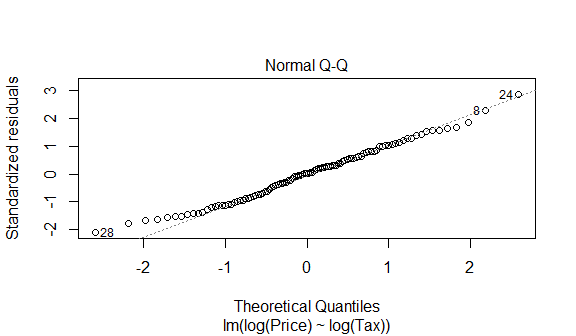 Normal Q-Q
Standardized residuals
3
2
1
0
-1
-2
24
8
28
-2 -1 0 1 2
Theoretical Quantiles
lm(log(Price) ~ log(Tax))